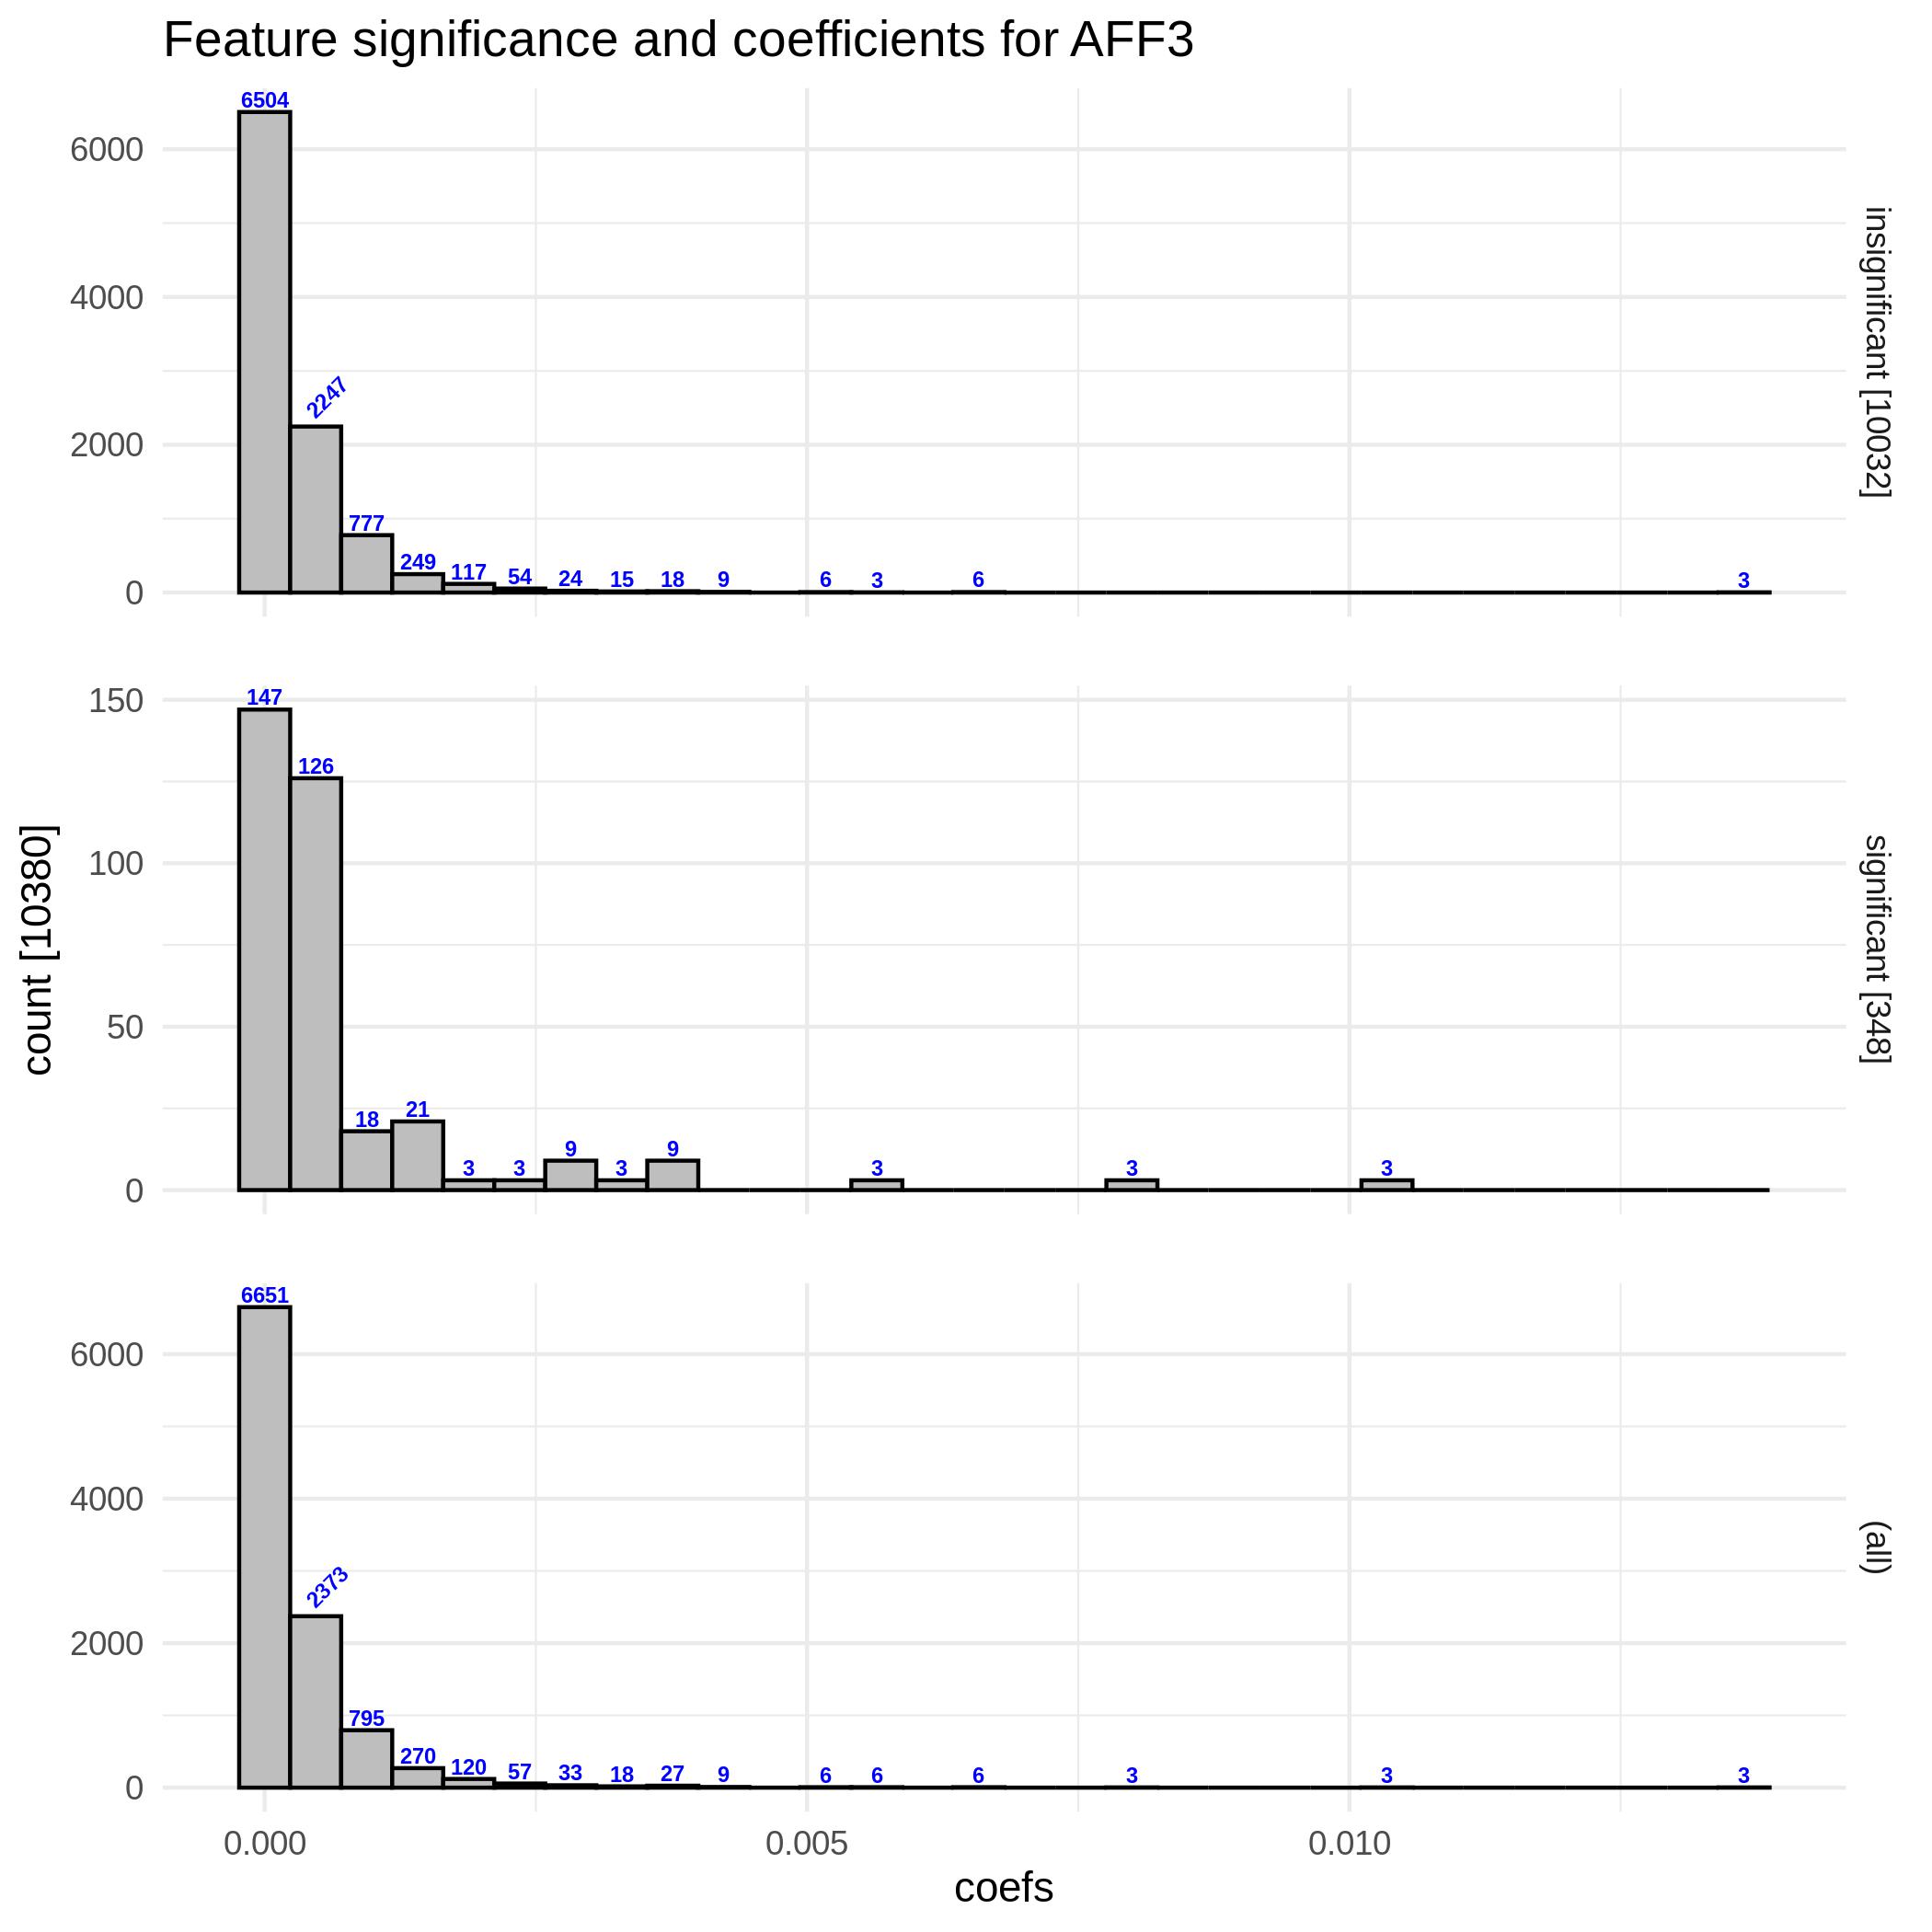 Feature significance and coefficients for AFF3
6504
6000
4000
2247
2000
777
249 117 54 24 15 18 9 6 3 6 3
0
insignificant [10032]
150
147
126
100
50
18 21 3 3 9 3 9 3 3 3
0
significant [348]
count [10380]
6651
6000
4000
2373
2000
795
270 120 57 33 18 27 9 6 6 6 3 3 3
0
(all)
0.000 0.005 0.010
coefs